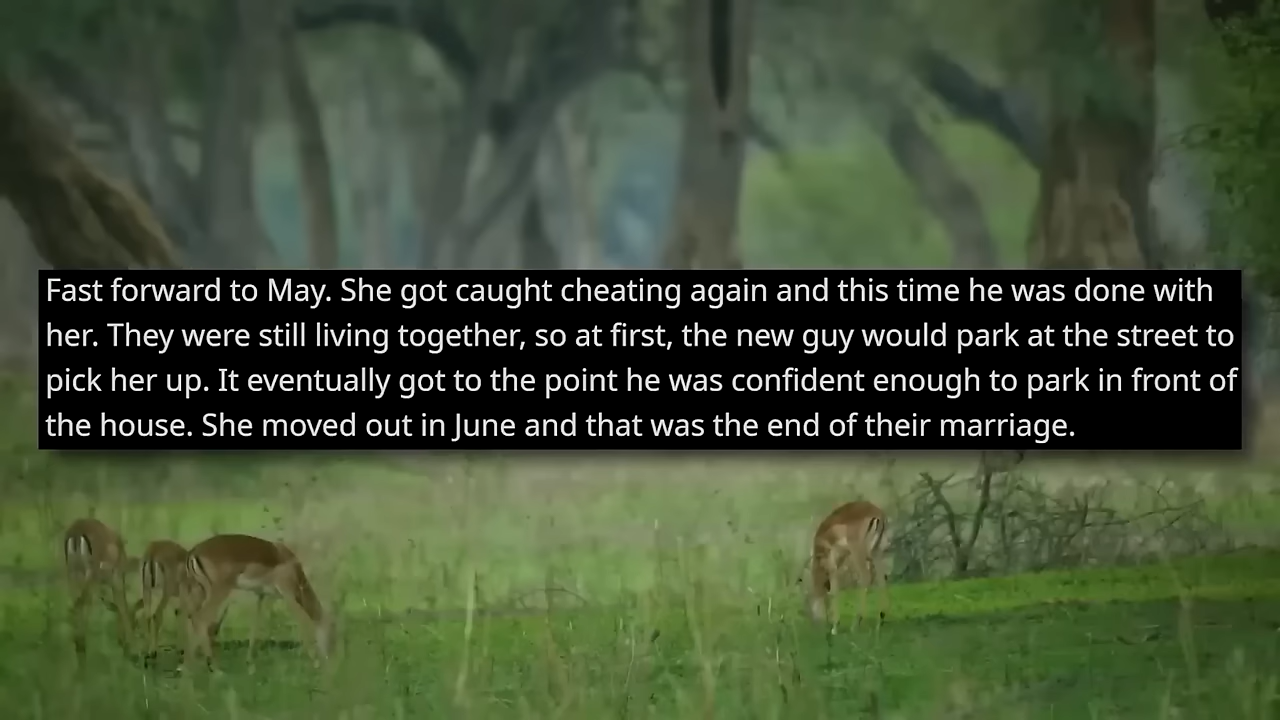 Fast forward to May. She got caught cheating again and this time he was done with
her. They were still living together, so at first, the new guy would park at the street to
pick her up. It eventually got to the point he was confident enough to park in front of
the house. She moved out in June and that was the end of their marriage.